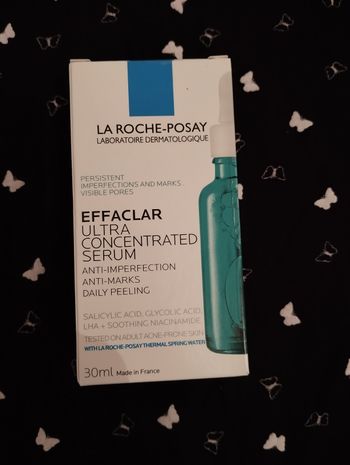 LA ROCHE-POSAY
LABORATOIRE DERMATOLOGIQUE
PERSISTENT
IMPERFECTIONS AND MARKS
VISIBLE PORES
EFFACLAR
ULTRA
CONCENTRATED
SERUM
ANTI-IMPERFECTION
ANTI-MARKS
DAILY PEELING
SALICYLIC ACID, GLYCOLIC ACID,
LHA + SOOTHING NIACINAMIDE
TESTED ON ADULT ACNE-PRONE SKIN
WITH LA ROCHE-POSAY THERMAL SPRING WATER
30ml Made in France